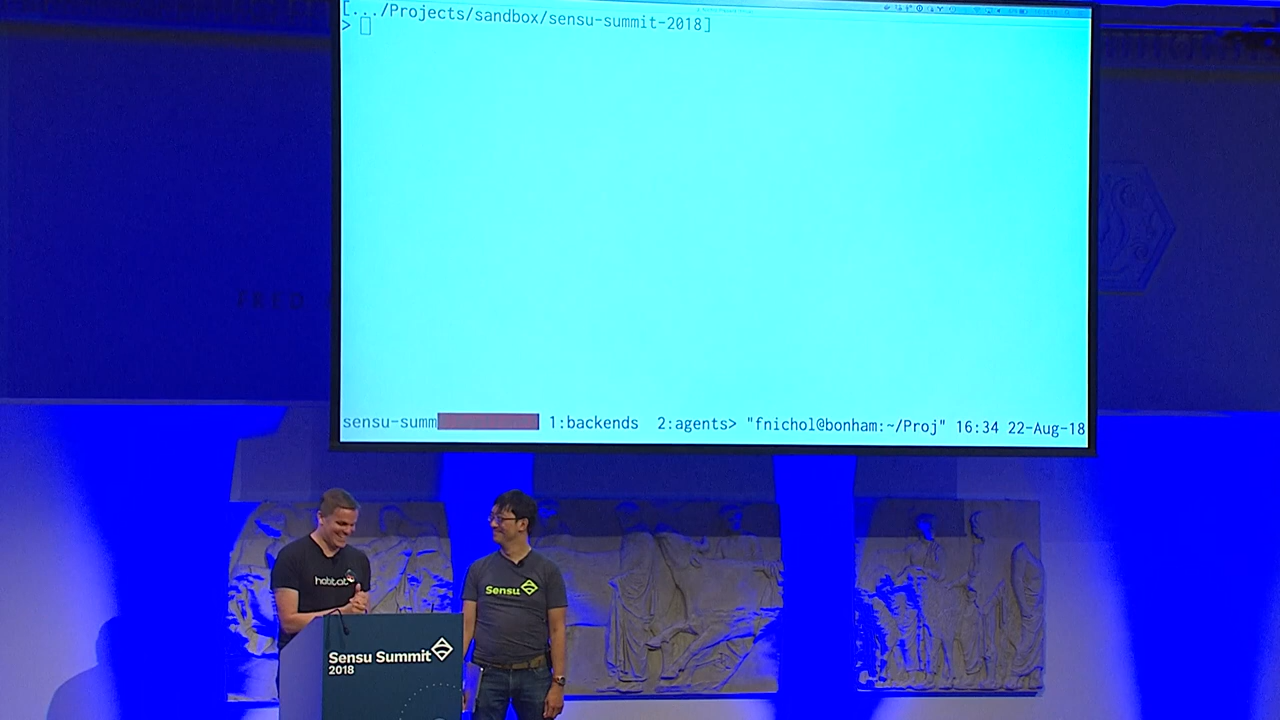 [.../Projects/sandbox/sensu-summit-2018]
>
sensu-summ 1:backends 2:agents> "fnichol@bonham:~/Proj" 16:34 22-Aug-18
habitat
Sensu
Sensu Summit
2018